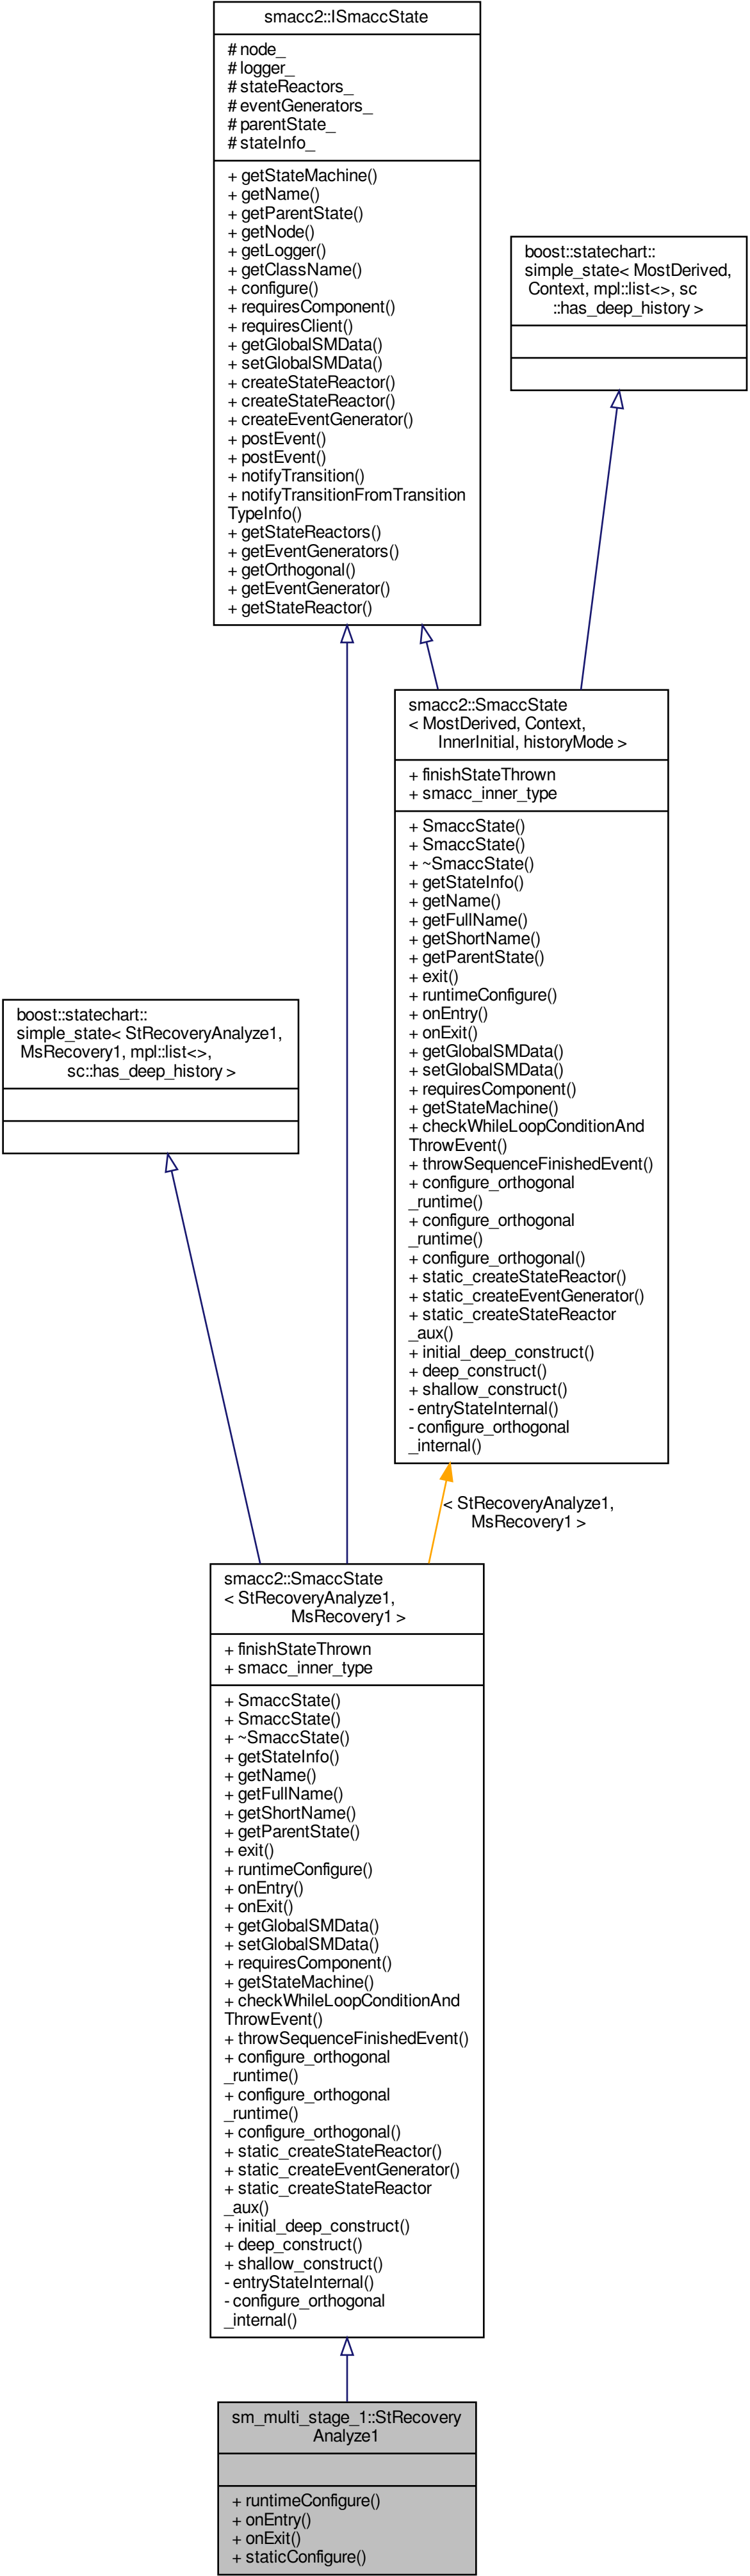 smacc2::ISmaccState
# node_
# logger_
# stateReactors_
# eventGenerators_
# parentState_
# stateInfo_
+ getStateMachine()
+ getName()
+ getParentState()
+ getNode()
+ getLogger()
+ getClassName()
+ configure()
+ requiresComponent()
+ requiresClient()
+ getGlobalSMData()
+ setGlobalSMData()
+ createStateReactor()
+ createStateReactor()
+ createEventGenerator()
+ postEvent()
+ postEvent()
+ notifyTransition()
+ notifyTransitionFromTransition
TypeInfo()
+ getStateReactors()
+ getEventGenerators()
+ getOrthogonal()
+ getEventGenerator()
+ getStateReactor()
boost::statechart::
simple_state< MostDerived,
Context, mpl::list<>, sc
::has_deep_history >
smacc2::SmaccState
< MostDerived, Context,
InnerInitial, historyMode >
+ finishStateThrown
+ smacc_inner_type
+ SmaccState()
+ SmaccState()
+ ~SmaccState()
+ getStateInfo()
+ getName()
+ getFullName()
+ getShortName()
+ getParentState()
+ exit()
+ runtimeConfigure()
+ onEntry()
+ onExit()
+ getGlobalSMData()
+ setGlobalSMData()
+ requiresComponent()
+ getStateMachine()
+ checkWhileLoopConditionAnd
ThrowEvent()
+ throwSequenceFinishedEvent()
+ configure_orthogonal
_runtime()
+ configure_orthogonal
_runtime()
+ configure_orthogonal()
+ static_createStateReactor()
+ static_createEventGenerator()
+ static_createStateReactor
_aux()
+ initial_deep_construct()
+ deep_construct()
+ shallow_construct()
- entryStateInternal()
- configure_orthogonal
_internal()
boost::statechart::
simple_state< StRecoveryAnalyze1,
MsRecovery1, mpl::list<>,
sc::has_deep_history >
< StRecoveryAnalyze1,
MsRecovery1 >
smacc2::SmaccState
< StRecoveryAnalyze1,
MsRecovery1 >
+ finishStateThrown
+ smacc_inner_type
+ SmaccState()
+ SmaccState()
+ ~SmaccState()
+ getStateInfo()
+ getName()
+ getFullName()
+ getShortName()
+ getParentState()
+ exit()
+ runtimeConfigure()
+ onEntry()
+ onExit()
+ getGlobalSMData()
+ setGlobalSMData()
+ requiresComponent()
+ getStateMachine()
+ checkWhileLoopConditionAnd
ThrowEvent()
+ throwSequenceFinishedEvent()
+ configure_orthogonal
_runtime()
+ configure_orthogonal
_runtime()
+ configure_orthogonal()
+ static_createStateReactor()
+ static_createEventGenerator()
+ static_createStateReactor
_aux()
+ initial_deep_construct()
+ deep_construct()
+ shallow_construct()
- entryStateInternal()
- configure_orthogonal
_internal()
sm_multi_stage_1::StRecovery
Analyze1
+ runtimeConfigure()
+ onEntry()
+ onExit()
+ staticConfigure()